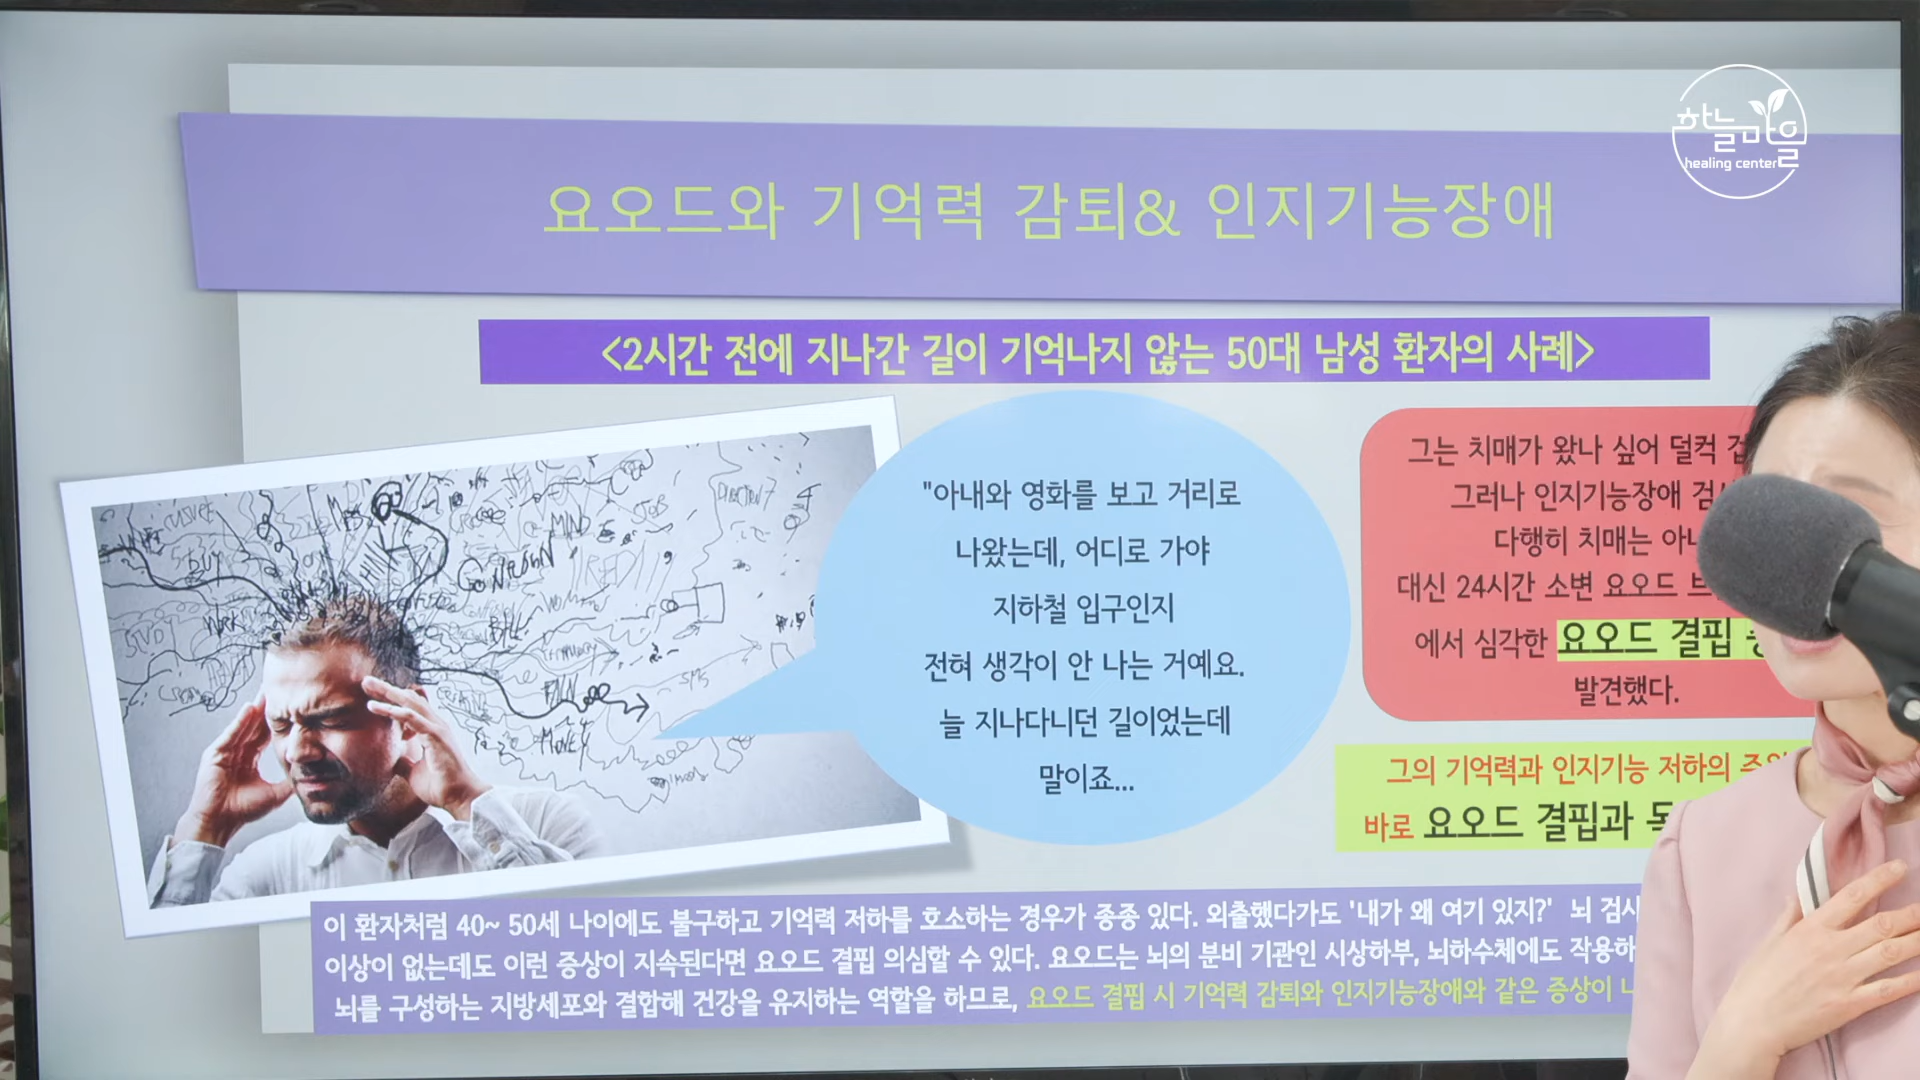 하늘마을
healing center
요오드와 기억력 감퇴& 인지기능장애
<2시간 전에 지나간 길이 기억나지 않는 50대 남성 환자의 사례>
"아내와 영화를 보고 거리로
나왔는데, 어디로 가야
지하철 입구인지
전혀 생각이 안 나는 거예요.
늘 지나다니던 길이었는데
말이죠...
그는 치매가 왔나 싶어 덜컥
그러나 인지기능장애
다행히 치매는
대신 24시간 소변 요오드
에서 심각한 요오드 결핍
발견했다.
그의 기억력과 인지기능 저하의
바로 요오드 결핍과
이 환자처럼 40~ 50세 나이에도 불구하고 기억력 저하를 호소하는 경우가 종종 있다. 외출했다가도 '내가 왜 여기 있지?' 뇌 검사
이상이 없는데도 이런 증상이 지속된다면 요오드 결핍 의심할 수 있다. 요오드는 뇌의 분비 기관인 시상하부, 뇌하수체에도 작용하
뇌를 구성하는 지방세포와 결합해 건강을 유지하는 역할을 하므로, 요오드 결핍 시 기억력 감퇴와 인지기능장애와 같은 증상이
MIND
BILL
WORK
MONEY